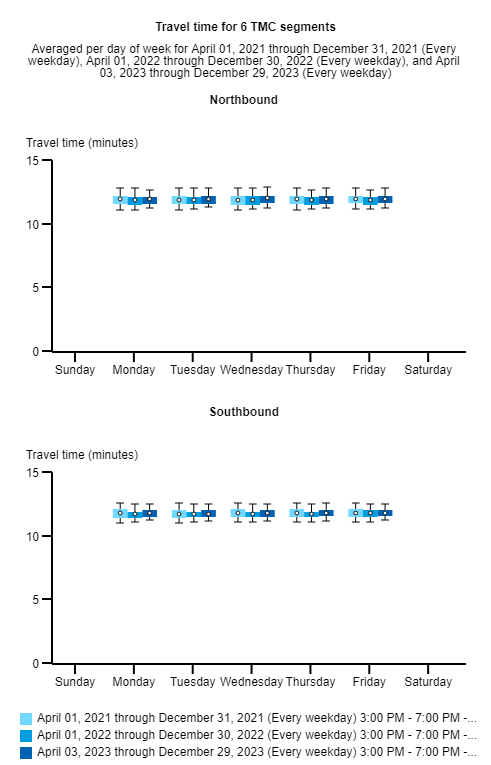 Travel time for 6 TMC segments
Averaged per day of week for April 01, 2021 through December 31, 2021 (Every
weekday), April 01, 2022 through December 30, 2022 (Every weekday), and April
03, 2023 through December 29, 2023 (Every weekday)
Northbound
Travel time (minutes)
15
10
5
0
Sunday Monday Tuesday Wednesday Thursday Friday Saturday
Southbound
Travel time (minutes)
15
10
5
0
Sunday Monday Tuesday Wednesday Thursday Friday Saturday
April 01, 2021 through December 31, 2021 (Every weekday) 3:00 PM - 7:00 PM -...
April 01, 2022 through December 30, 2022 (Every weekday) 3:00 PM - 7:00 PM -...
April 03, 2023 through December 29, 2023 (Every weekday) 3:00 PM - 7:00 PM -...